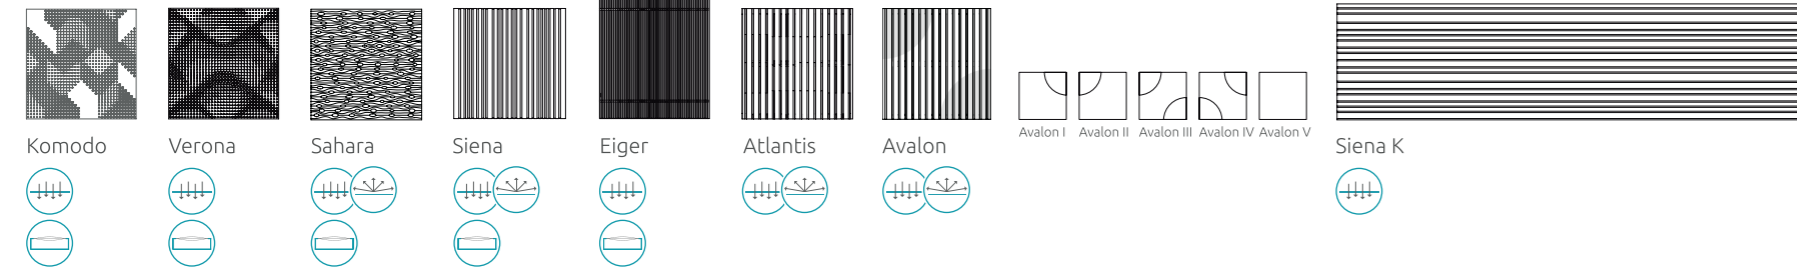 Avalon I Avalon II Avalon III Avalon IV Avalon V
Komodo Verona Sahara Siena Eiger Atlantis Avalon Siena K